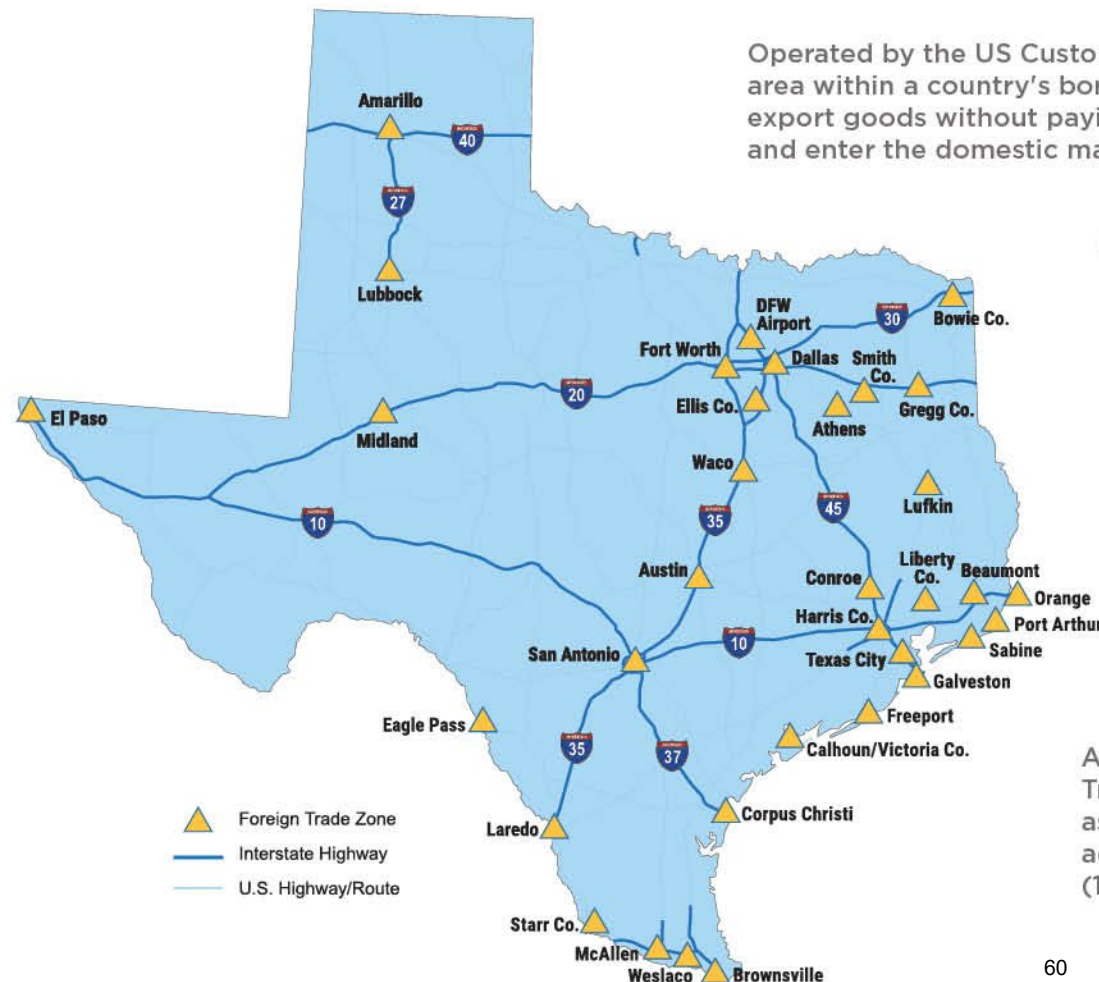 Operated by the US Custo
area within a country's bor
export goods without payi
and enter the domestic ma
Amarillo
40
27
Lubbock
DFW
Airport
30
Bowie Co.
Fort Worth
Dallas
Smith
Co.
20
El Paso
Midland
Ellis Co.
Athens
Gregg Co.
Waco
Lufkin
10
35
45
Austin
Conroe
Liberty
Co.
Beaumont
Orange
Harris Co.
Port Arthur
10
Sabine
San Antonio
Texas City
Galveston
Eagle Pass
Freeport
35
37
Calhoun/Victoria Co.
Foreign Trade Zone
Interstate Highway
U.S. Highway/Route
Laredo
Corpus Christi
A
Tr
as
a
(1
Starr Co.
McAllen
Weslaco
Brownsville
60